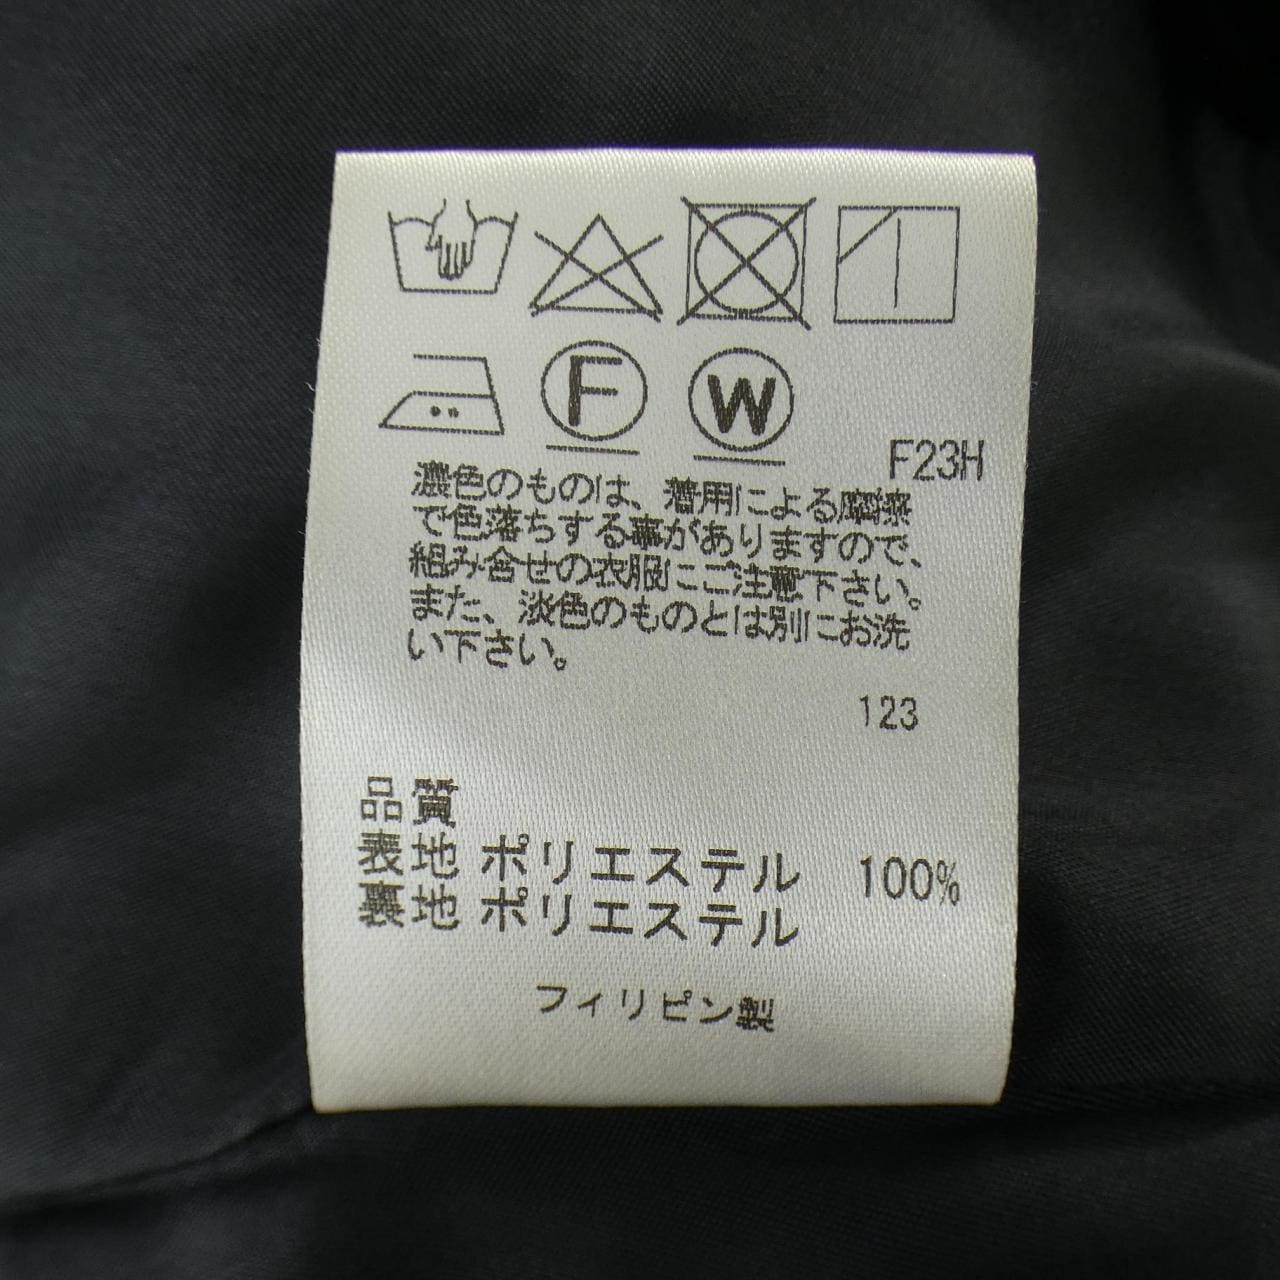 F
W
F23H
濃色のものは、着用による摩擦
で色落ちする事がありますので、
組み合せの衣服にご注意下さい。
また、淡色のものとは別にお洗
い下さい。
123
品質
表地 ポリエステル 100%
裏地 ポリエステル
フィリピン製